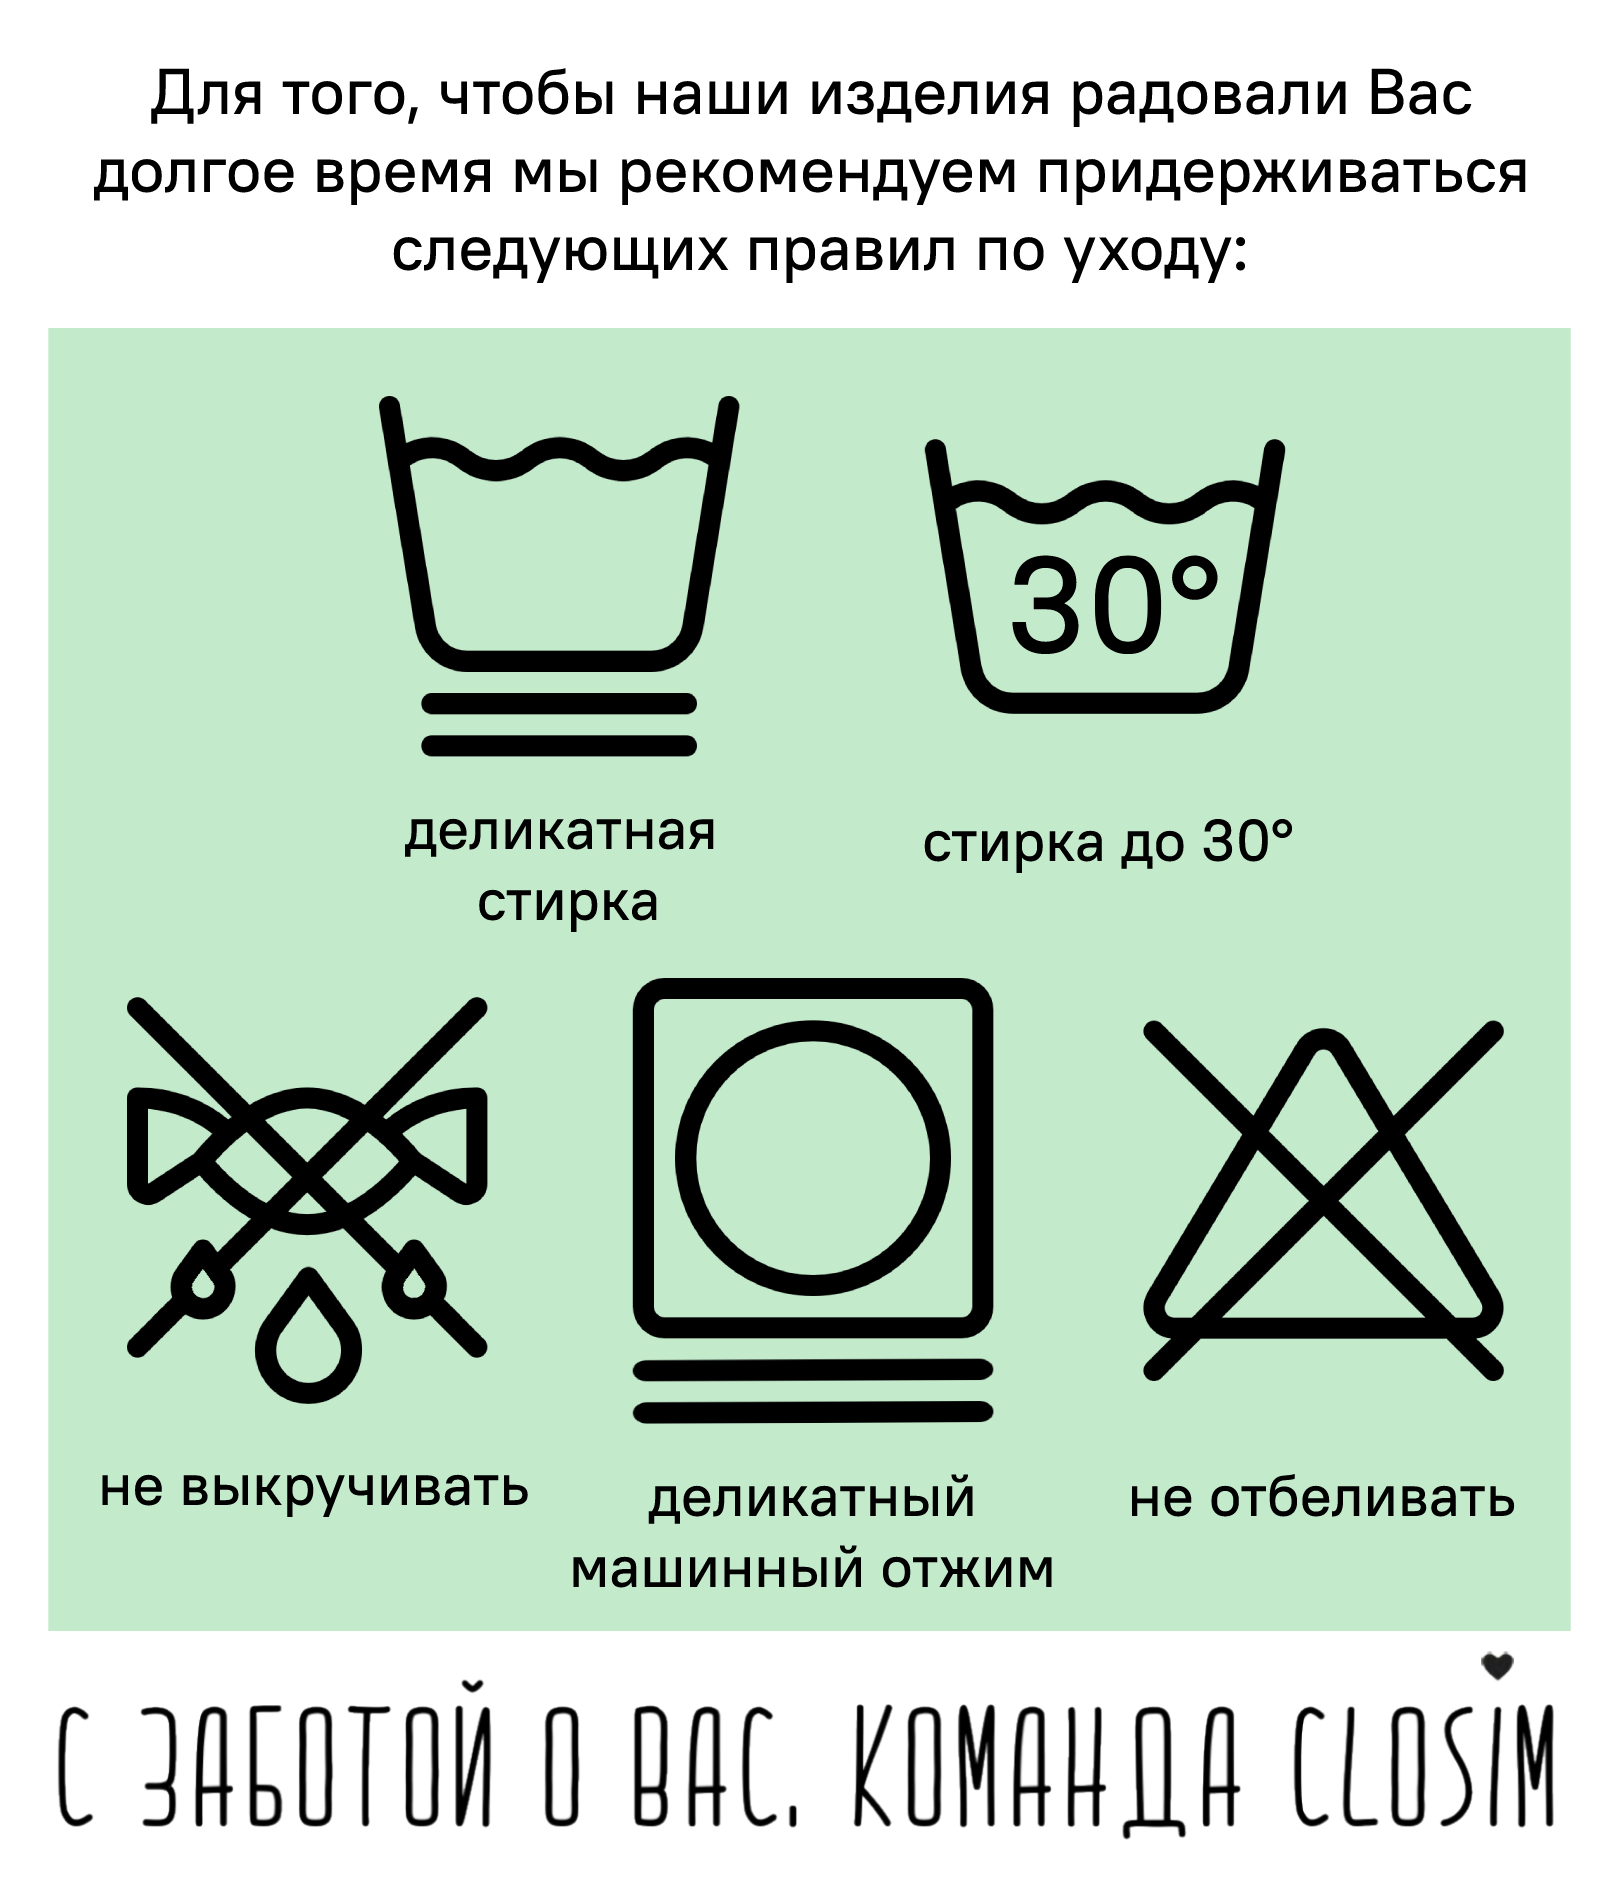 Для того, чтобы наши изделия радовали Вас
долгое время мы рекомендуем придерживаться
следующих правил по уходу:
30°
деликатная
стирка
стирка до 30°
не выкручивать
деликатный
машинный отжим
не отбеливать
С ЗАБОТОЙ О ВАС. КОМАНДА CLOSiM